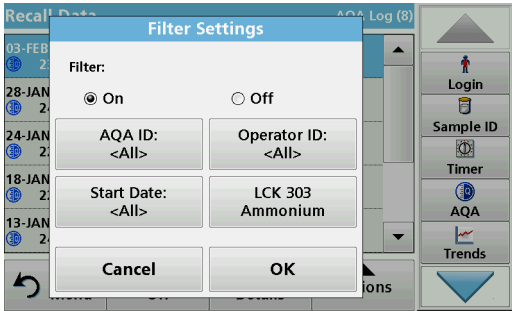 Recall Data
AQA Log (8)
Filter Settings
03-FEB
Filter:
On
Off
28-JAN
AQA ID:
<All>
Operator ID:
<All>
24-JAN
18-JAN
Start Date:
<All>
LCK 303
Ammonium
13-JAN
Cancel
OK
Menu
Details
Login
Sample ID
Timer
AQA
Trends